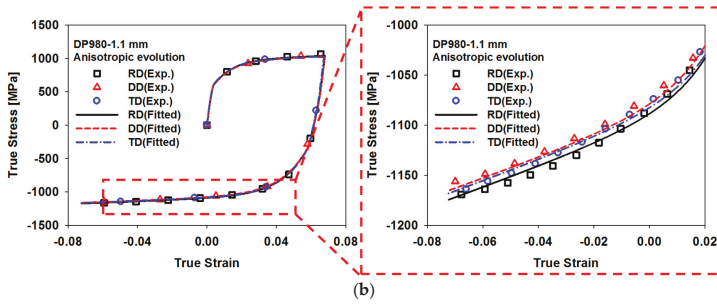 1500
1000
500
0
-500
-1000
-1500
True Stress [MPa]
DP980-1.1 mm
Anisotropic evolution
RD(Exp.)
DD(Exp.)
TD(Exp.)
RD(Fitted)
DD(Fitted)
TD(Fitted)
-0.08 -0.04 0.00 0.04 0.08
True Strain
-1000
-1050
-1100
-1150
-1200
True Stress [MPa]
DP980-1.1 mm
Anisotropic evolution
RD(Exp.)
DD(Exp.)
TD(Exp.)
RD(Fitted)
DD(Fitted)
TD(Fitted)
-0.08 -0.06 -0.04 -0.02 0.00 0.02
True Strain
(b)